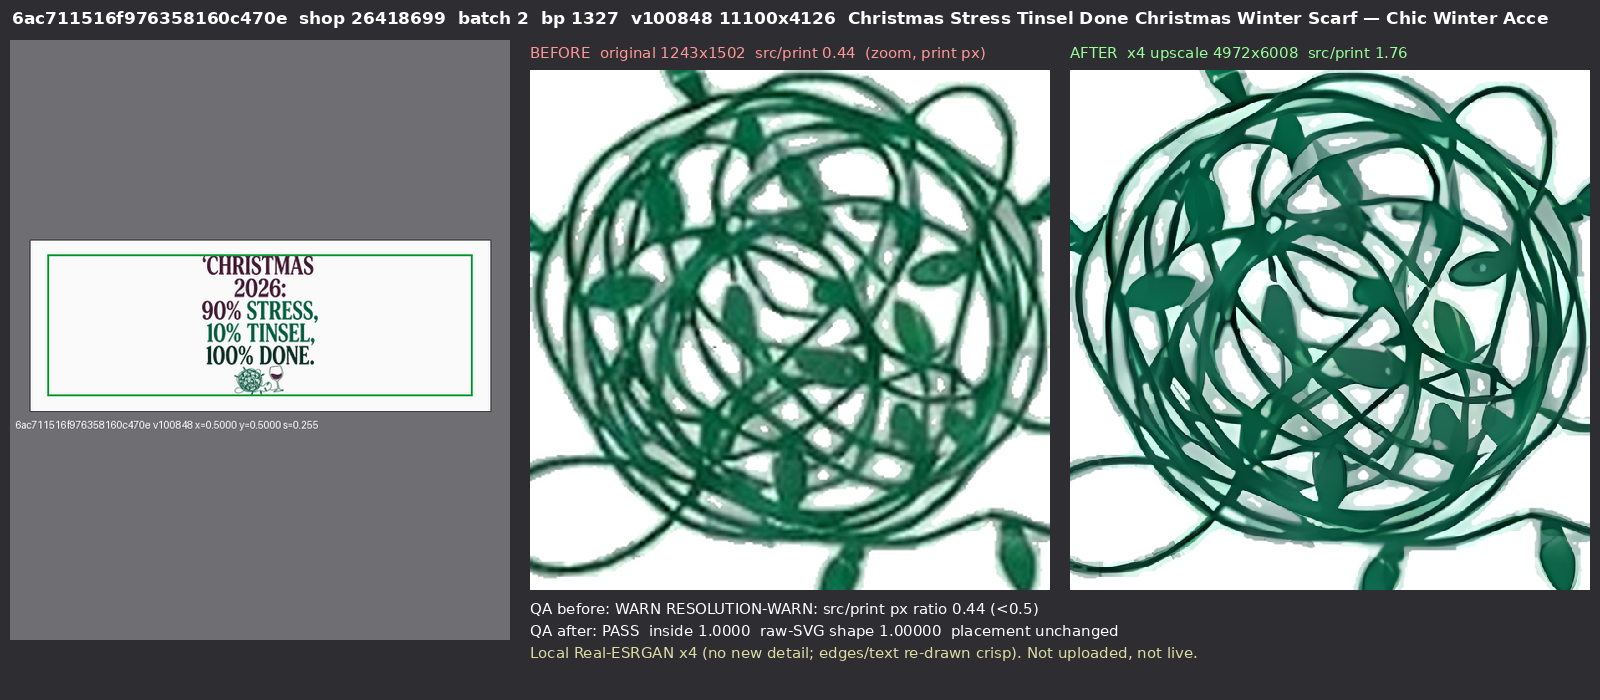 6ac711516f976358160c470e  shop 26418699  batch 2  bp 1327  v100848 11100x4126  Christmas Stress Tinsel Done Christmas Winter Scarf — Chic Winter Acce
BEFORE  original 1243x1502  src/print 0.44  (zoom, print px)
AFTER  x4 upscale 4972x6008  src/print 1.76
‘CHRISTMAS
2026:
90% STRESS,
10% TINSEL,
100% DONE.
6ac711516f976358160c470e v100848 x=0.5000 y=0.5000 s=0.255
QA before: WARN RESOLUTION-WARN: src/print px ratio 0.44 (<0.5)
QA after: PASS  inside 1.0000  raw-SVG shape 1.00000  placement unchanged
Local Real-ESRGAN x4 (no new detail; edges/text re-drawn crisp). Not uploaded, not live.